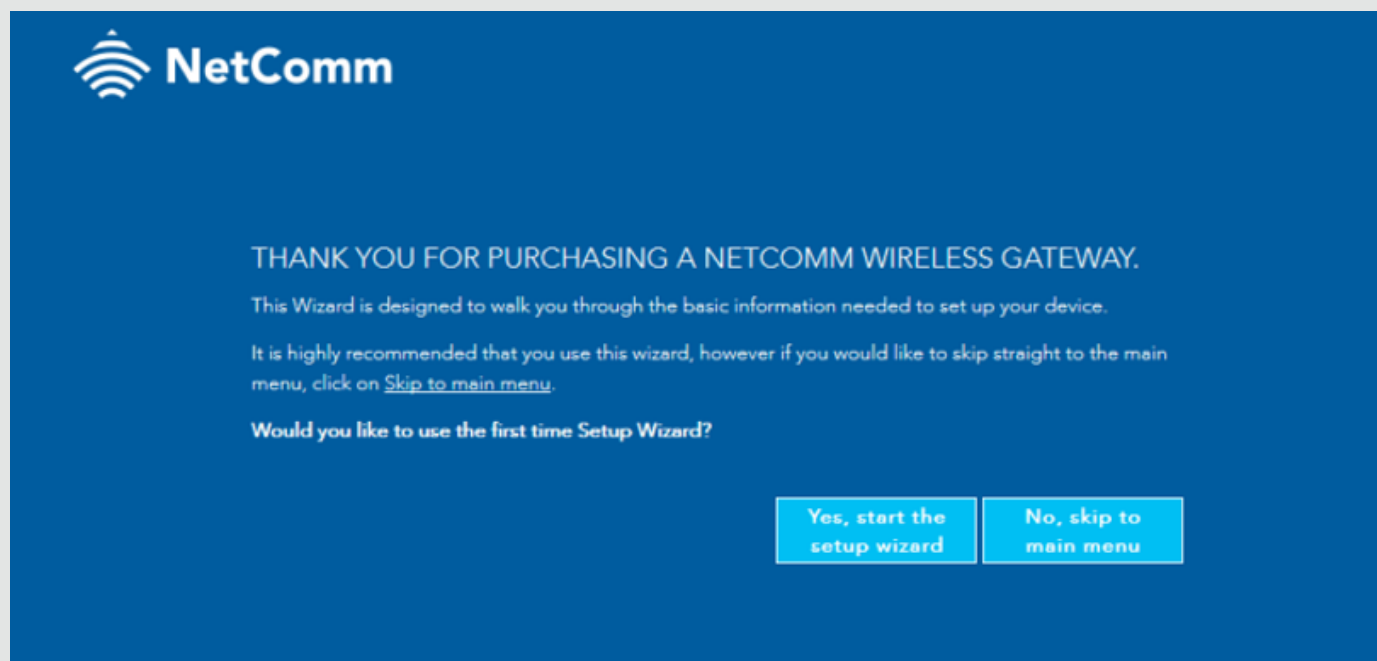 NetComm
THANK YOU FOR PURCHASING A NETCOMM WIRELESS GATEWAY.
This Wizard is designed to walk you through the basic information needed to set up your device.
It is highly recommended that you use this wizard, however if you would like to skip straight to the main
menu, click on Skip to main menu.
Would you like to use the first time Setup Wizard?
Yes, start the
setup wizard
No, skip to
main menu